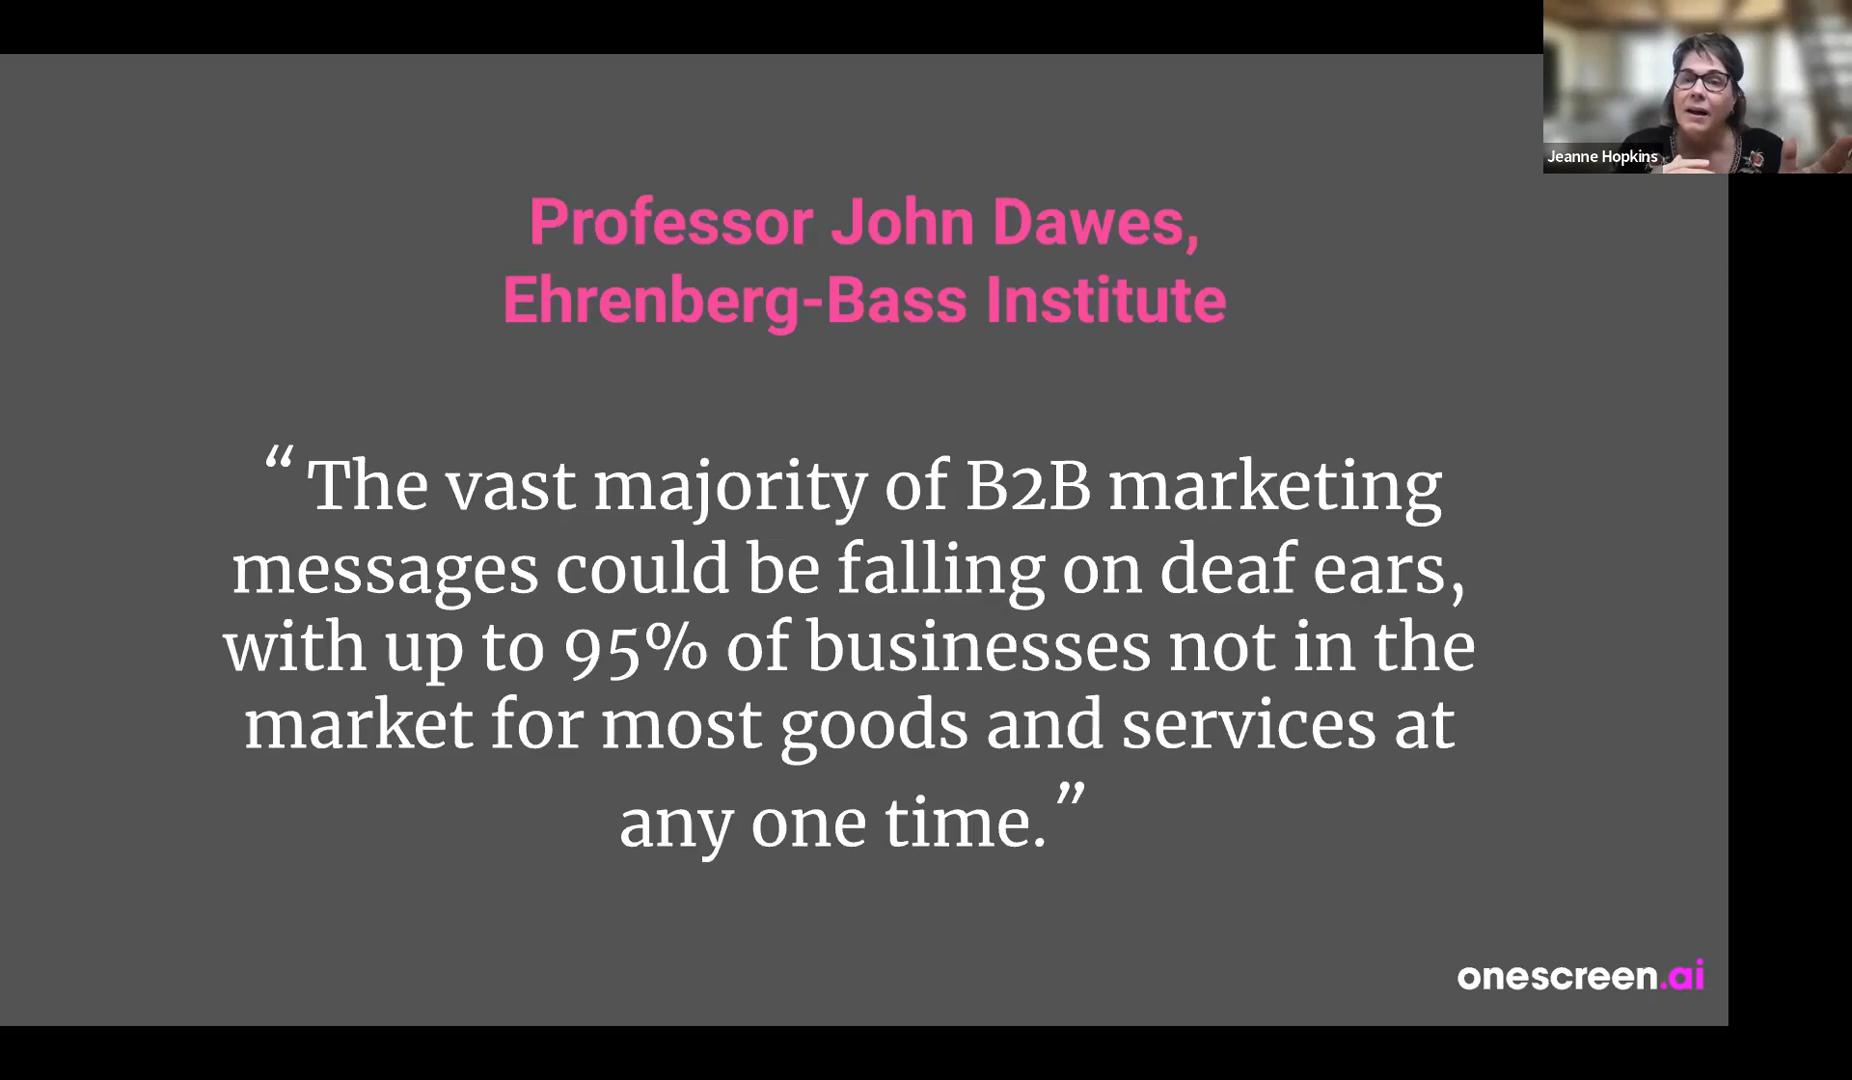 Jeanne Hopkins
Professor John Dawes,
Ehrenberg-Bass Institute
“The vast majority of B2B marketing
messages could be falling on deaf ears,
with up to 95% of businesses not in the
market for most goods and services at
any one time.”
onescreen.ai